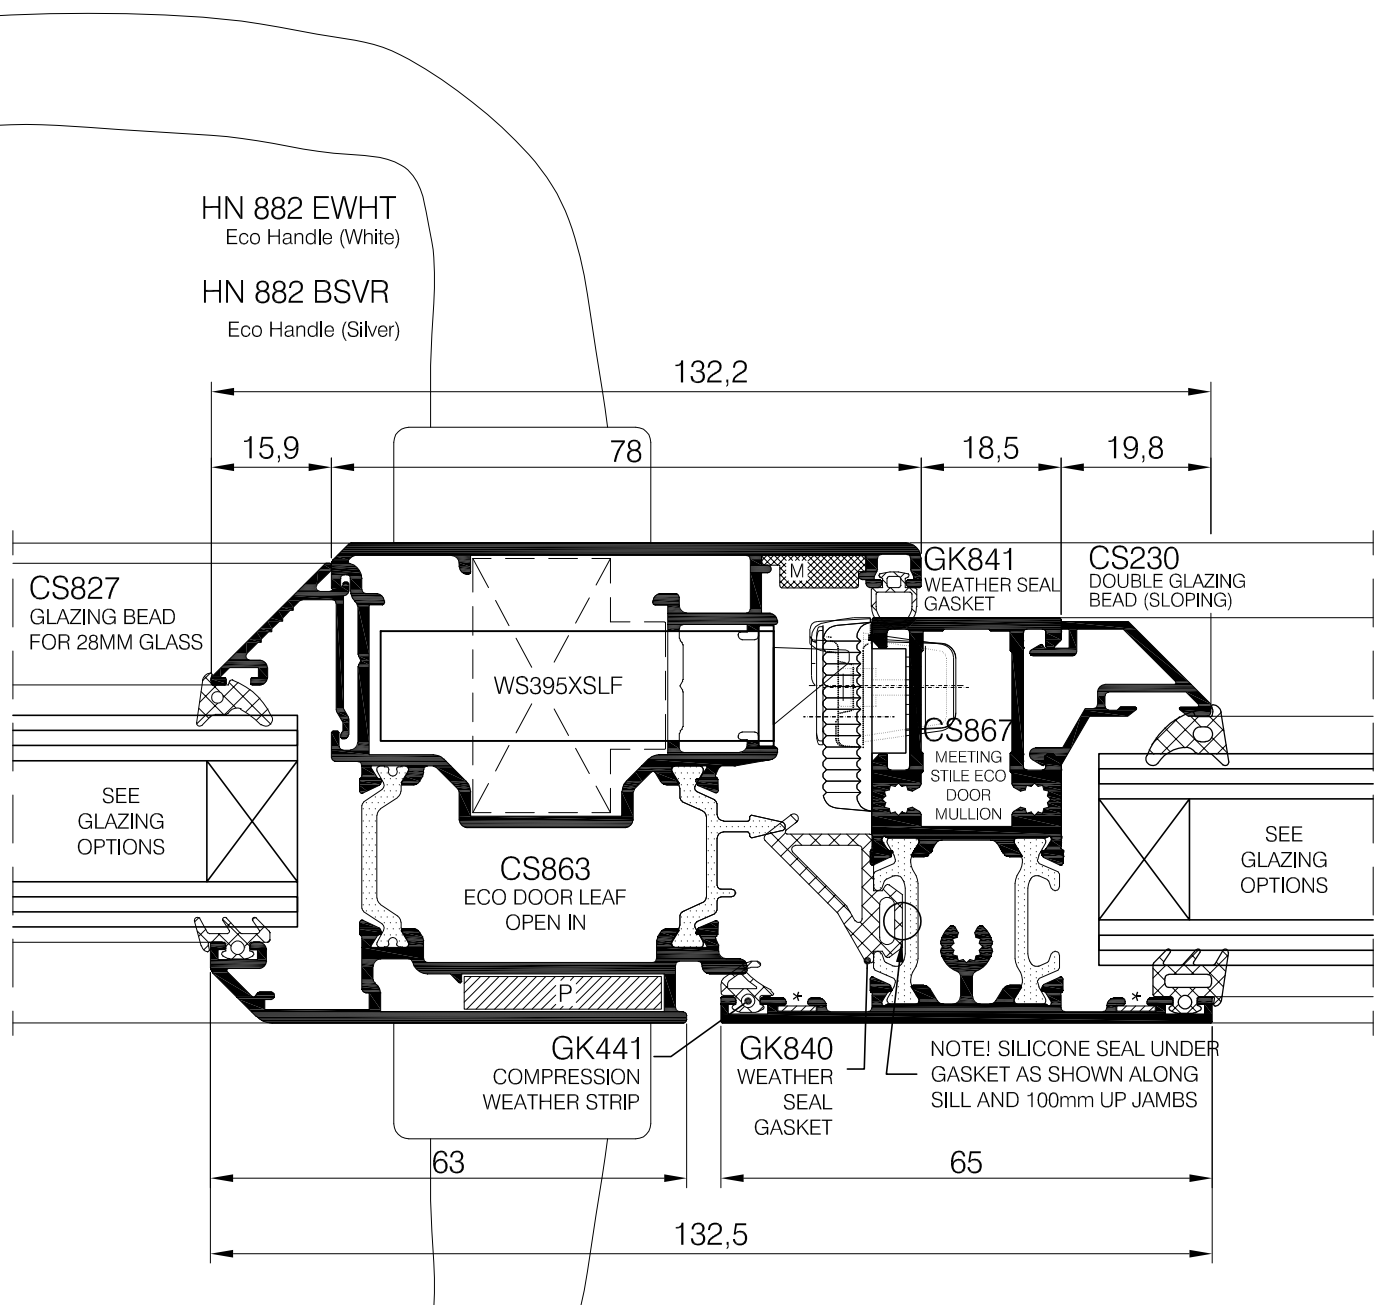 HN 882 EWHT
Eco Handle (White)
HN 882 BSVR
Eco Handle (Silver)
132,2
15,9
78
18,5
19,8
CS827
GLAZING BEAD
FOR 28MM GLASS
M
GK841
WEATHER SEAL
GASKET
CS230
DOUBLE GLAZING
BEAD (SLOPING)
WS395XSLF
CS867
MEETING
STILE ECO
DOOR
MULLION
SEE
GLAZING
OPTIONS
CS863
ECO DOOR LEAF
OPEN IN
SEE
GLAZING
OPTIONS
P
*
*
GK441
COMPRESSION
WEATHER STRIP
GK840
WEATHER
SEAL
GASKET
NOTE! SILICONE SEAL UNDER
GASKET AS SHOWN ALONG
SILL AND 100mm UP JAMBS
63
65
132,5